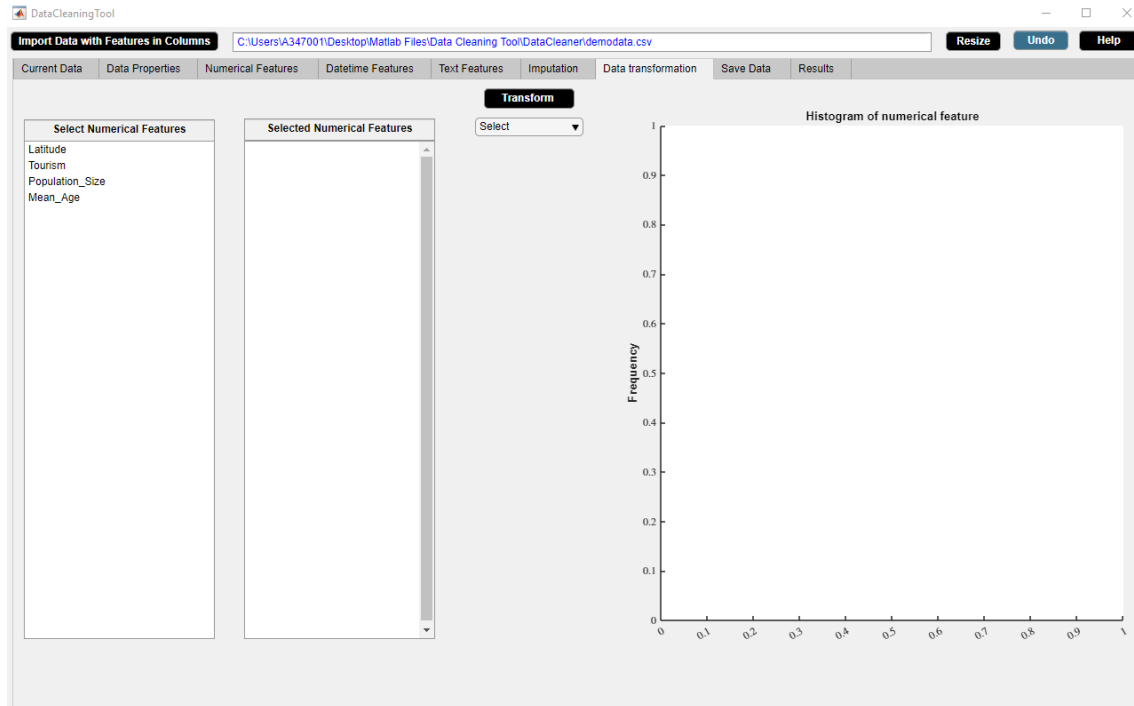 DataCleaningTool
Import Data with Features in Columns
C:\Users\A347001\Desktop\Matlab Files\Data Cleaning Tool\DataCleaner\demodata.csv
Resize
Undo
Help
Current Data
Data Properties
Numerical Features
Datetime Features
Text Features
Imputation
Data transformation
Save Data
Results
Transform
Select
Select Numerical Features
Latitude
Tourism
Population_Size
Mean_Age
Selected Numerical Features
Histogram of numerical feature
Frequency
1
0.9
0.8
0.7
0.6
0.5
0.4
0.3
0.2
0.1
0
0
0.1
0.2
0.3
0.4
0.5
0.6
0.7
0.8
0.9
1